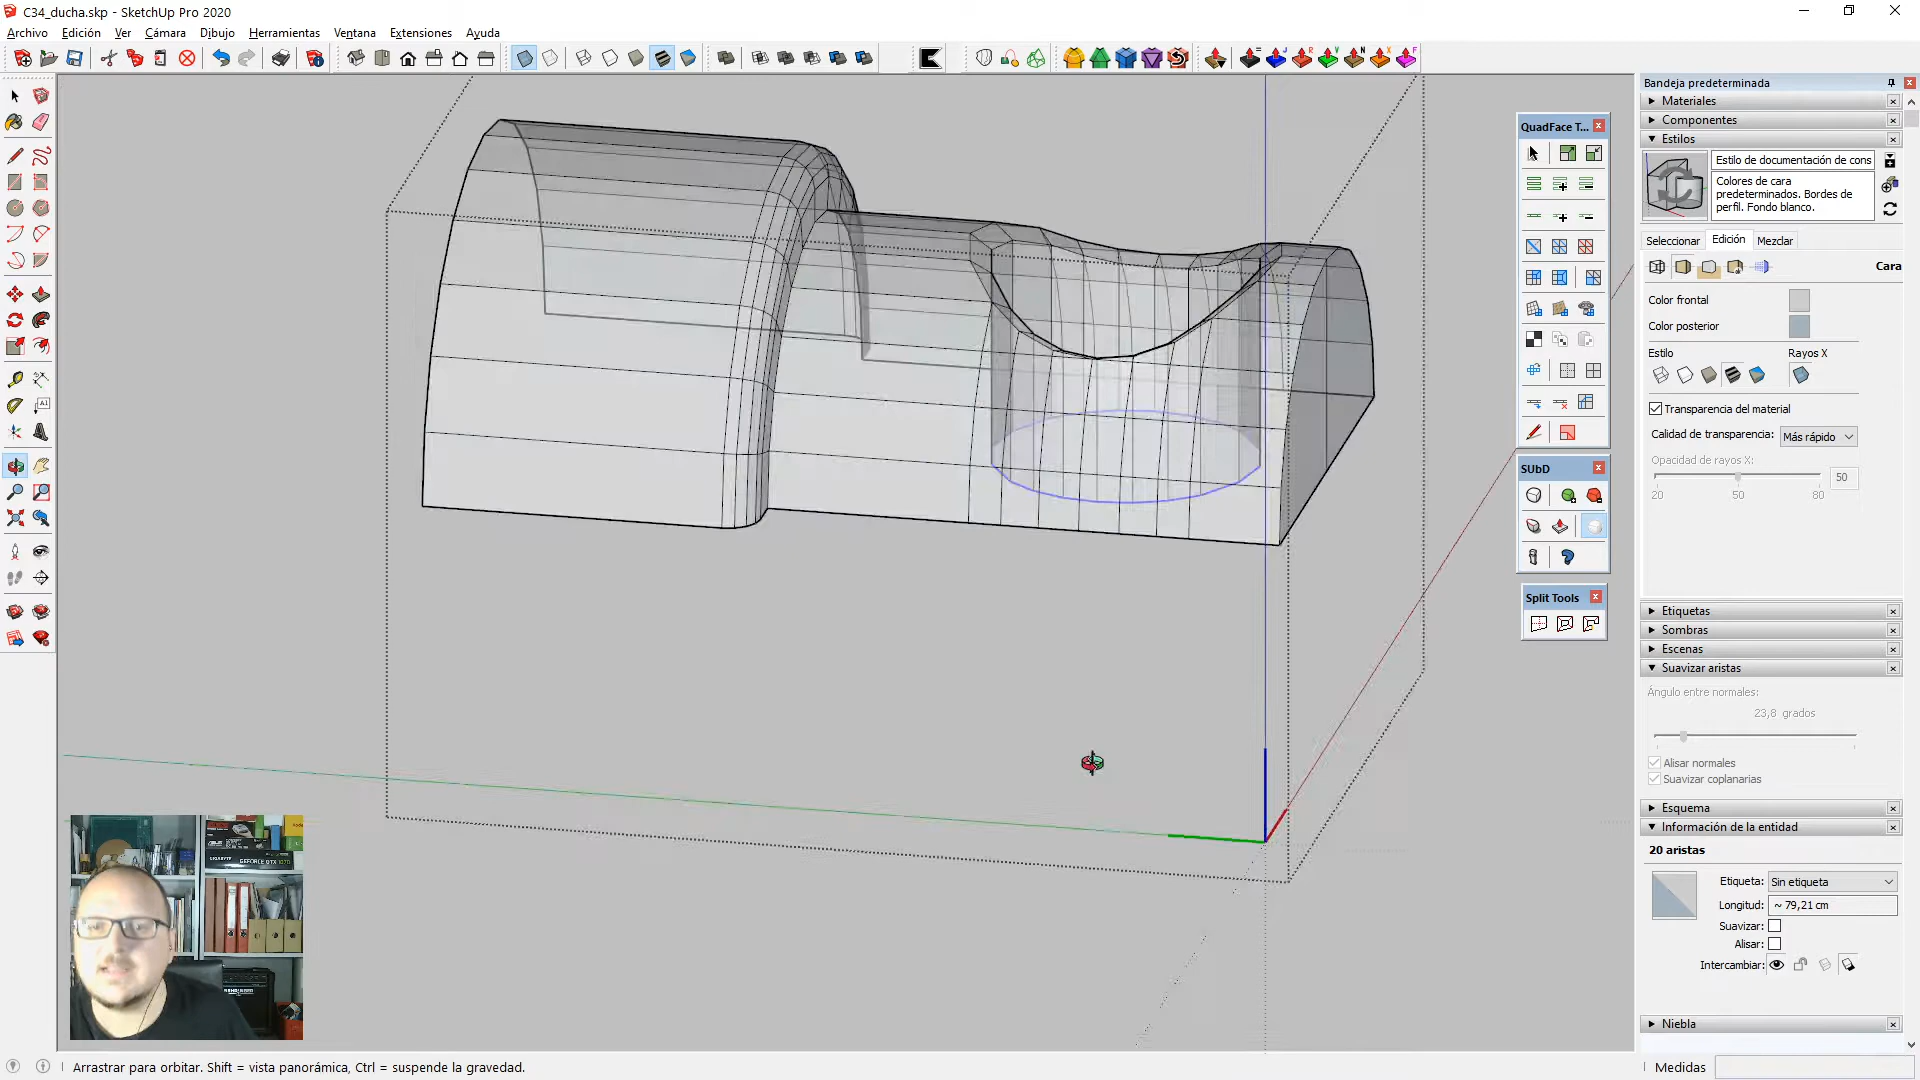 C34_ducha.skp - SketchUp Pro 2020
Archivo Edición Ver Cámara Dibujo Herramientas Ventana Extensiones Ayuda
Bandeja predeterminada
Materiales
Componentes
Estilos
Estilo de documentación de cons
Colores de cara
predeterminados. Bordes de
perfil. Fondo blanco.
Seleccionar Edición Mezclar
Cara
Color frontal
Color posterior
Estilo Rayos X
Transparencia del material
Calidad de transparencia: Más rápido
Opacidad de rayos X:
50
20 50 80
Etiquetas
Sombras
Escenas
Suavizar aristas
Ángulo entre normales:
23,8 grados
Alisar normales
Suavizar coplanarias
Esquema
Información de la entidad
20 aristas
Etiqueta: Sin etiqueta
Longitud: ~ 79,21 cm
Suavizar:
Alisar:
Intercambiar:
Niebla
QuadFace T...
SUbD
Split Tools
Arrastrar para orbitar. Shift = vista panorámica, Ctrl = suspende la gravedad.
Medidas